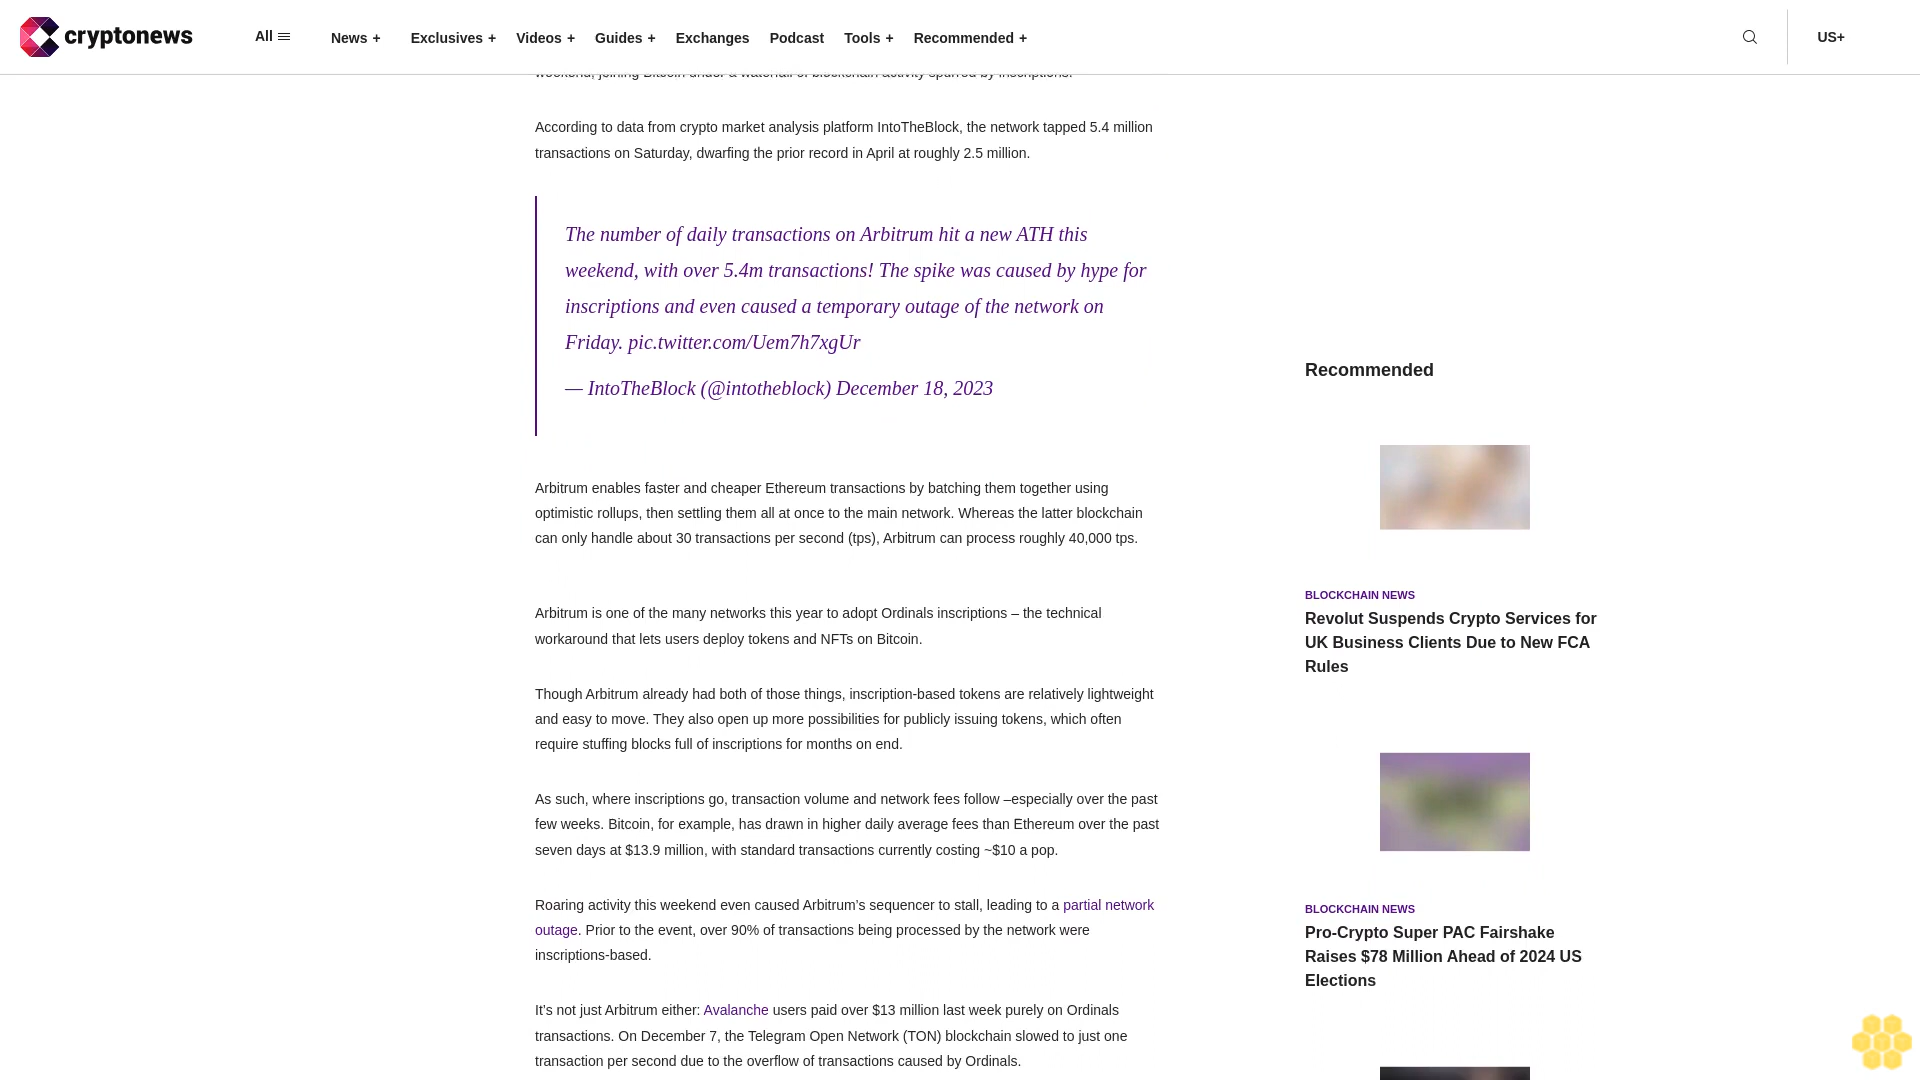 cryptonews
All
News +
Exclusives +
Videos +
Guides +
Exchanges
Podcast
Tools +
Recommended +
US+
weekend, joining Bitcoin under a waterfall of blockchain activity spurred by inscriptions.
According to data from crypto market analysis platform IntoTheBlock, the network tapped 5.4 million
transactions on Saturday, dwarfing the prior record in April at roughly 2.5 million.
The number of daily transactions on Arbitrum hit a new ATH this
weekend, with over 5.4m transactions! The spike was caused by hype for
inscriptions and even caused a temporary outage of the network on
Friday. pic.twitter.com/Uem7h7xgUr
— IntoTheBlock (@intotheblock) December 18, 2023
Arbitrum enables faster and cheaper Ethereum transactions by batching them together using
optimistic rollups, then settling them all at once to the main network. Whereas the latter blockchain
can only handle about 30 transactions per second (tps), Arbitrum can process roughly 40,000 tps.
Arbitrum is one of the many networks this year to adopt Ordinals inscriptions – the technical
workaround that lets users deploy tokens and NFTs on Bitcoin.
Though Arbitrum already had both of those things, inscription-based tokens are relatively lightweight
and easy to move. They also open up more possibilities for publicly issuing tokens, which often
require stuffing blocks full of inscriptions for months on end.
As such, where inscriptions go, transaction volume and network fees follow –especially over the past
few weeks. Bitcoin, for example, has drawn in higher daily average fees than Ethereum over the past
seven days at $13.9 million, with standard transactions currently costing ~$10 a pop.
Roaring activity this weekend even caused Arbitrum’s sequencer to stall, leading to a partial network
outage. Prior to the event, over 90% of transactions being processed by the network were
inscriptions-based.
It’s not just Arbitrum either: Avalanche users paid over $13 million last week purely on Ordinals
transactions. On December 7, the Telegram Open Network (TON) blockchain slowed to just one
transaction per second due to the overflow of transactions caused by Ordinals.
Recommended
BLOCKCHAIN NEWS
Revolut Suspends Crypto Services for
UK Business Clients Due to New FCA
Rules
BLOCKCHAIN NEWS
Pro-Crypto Super PAC Fairshake
Raises $78 Million Ahead of 2024 US
Elections